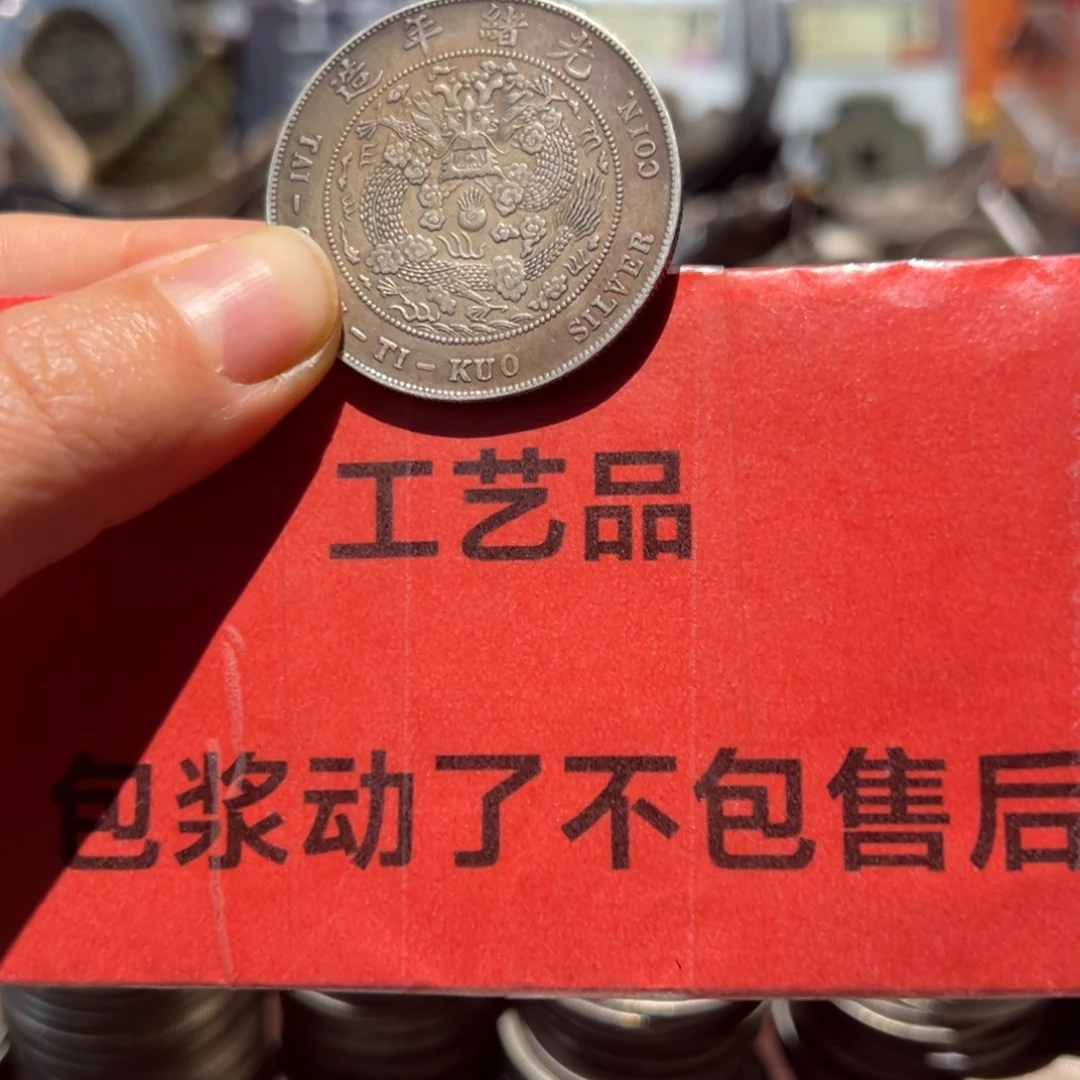 造年緒光
TAI-
-TI-KUO
SILVER COIN
工艺品
包浆动了不包售后